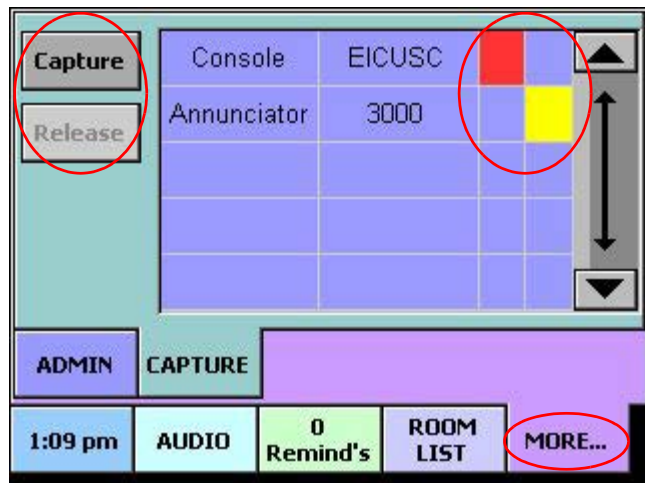 Capture
Console EICUSC
Release
Annunciator 3000
ADMIN
CAPTURE
1:09 pm
AUDIO
0
Remind's
ROOM
LIST
MORE...